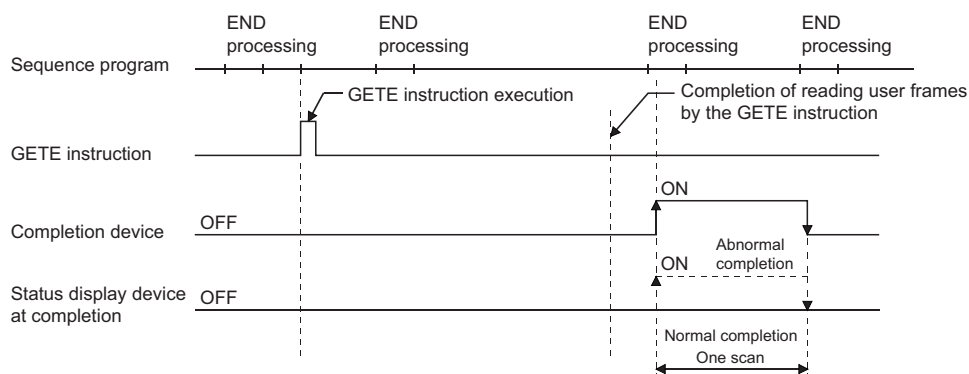 END
processing
END
processing
END
processing
END
processing
Sequence program
GETE instruction execution
Completion of reading user frames
by the GETE instruction
GETE instruction
ON
OFF
Completion device
Abnormal
completion
ON
Status display device
at completion
OFF
Normal completion
One scan